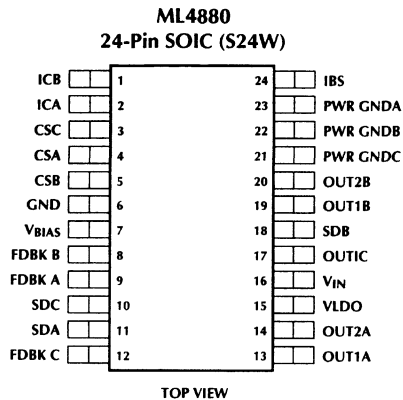 ML4880
24-Pin SOIC (S24W)
ICB 1 24 IBS
ICA 2 23 PWR GNDA
CSC 3 22 PWR GNDB
CSA 4 21 PWR GNDC
CSB 5 20 OUT2B
GND 6 19 OUT1B
VBIAS 7 18 SDB
FDBK B 8 17 OUTIC
FDBK A 9 16 VIN
SDC 10 15 VLDO
SDA 11 14 OUT2A
FDBK C 12 13 OUT1A
TOP VIEW